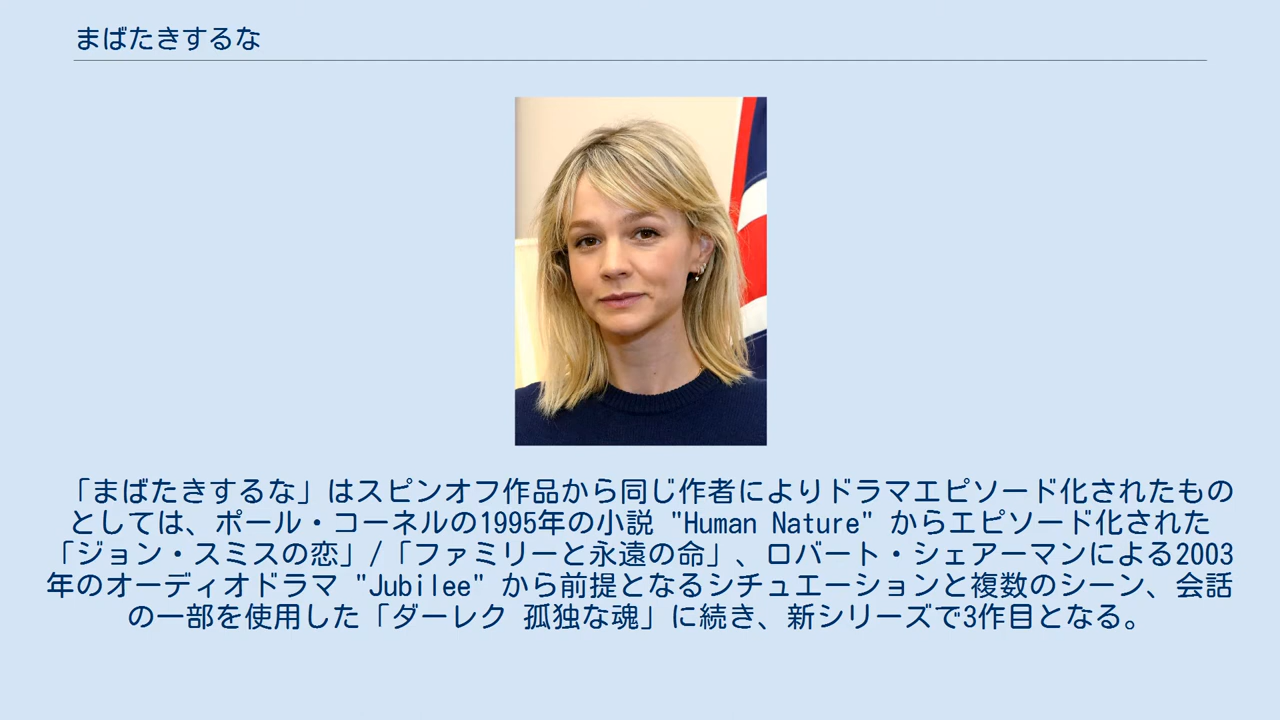 まばたきするな
「まばたきするな」はスピンオフ作品から同じ作者によりドラマエピソード化されたもの
としては、ポール・コーネルの1995年の小説 "Human Nature" からエピソード化された
「ジョン・スミスの恋」/「ファミリーと永遠の命」、ロバート・シェアーマンによる2003
年のオーディオドラマ "Jubilee" から前提となるシチュエーションと複数のシーン、会話
の一部を使用した「ダーレク 孤独な魂」に続き、新シリーズで3作目となる。